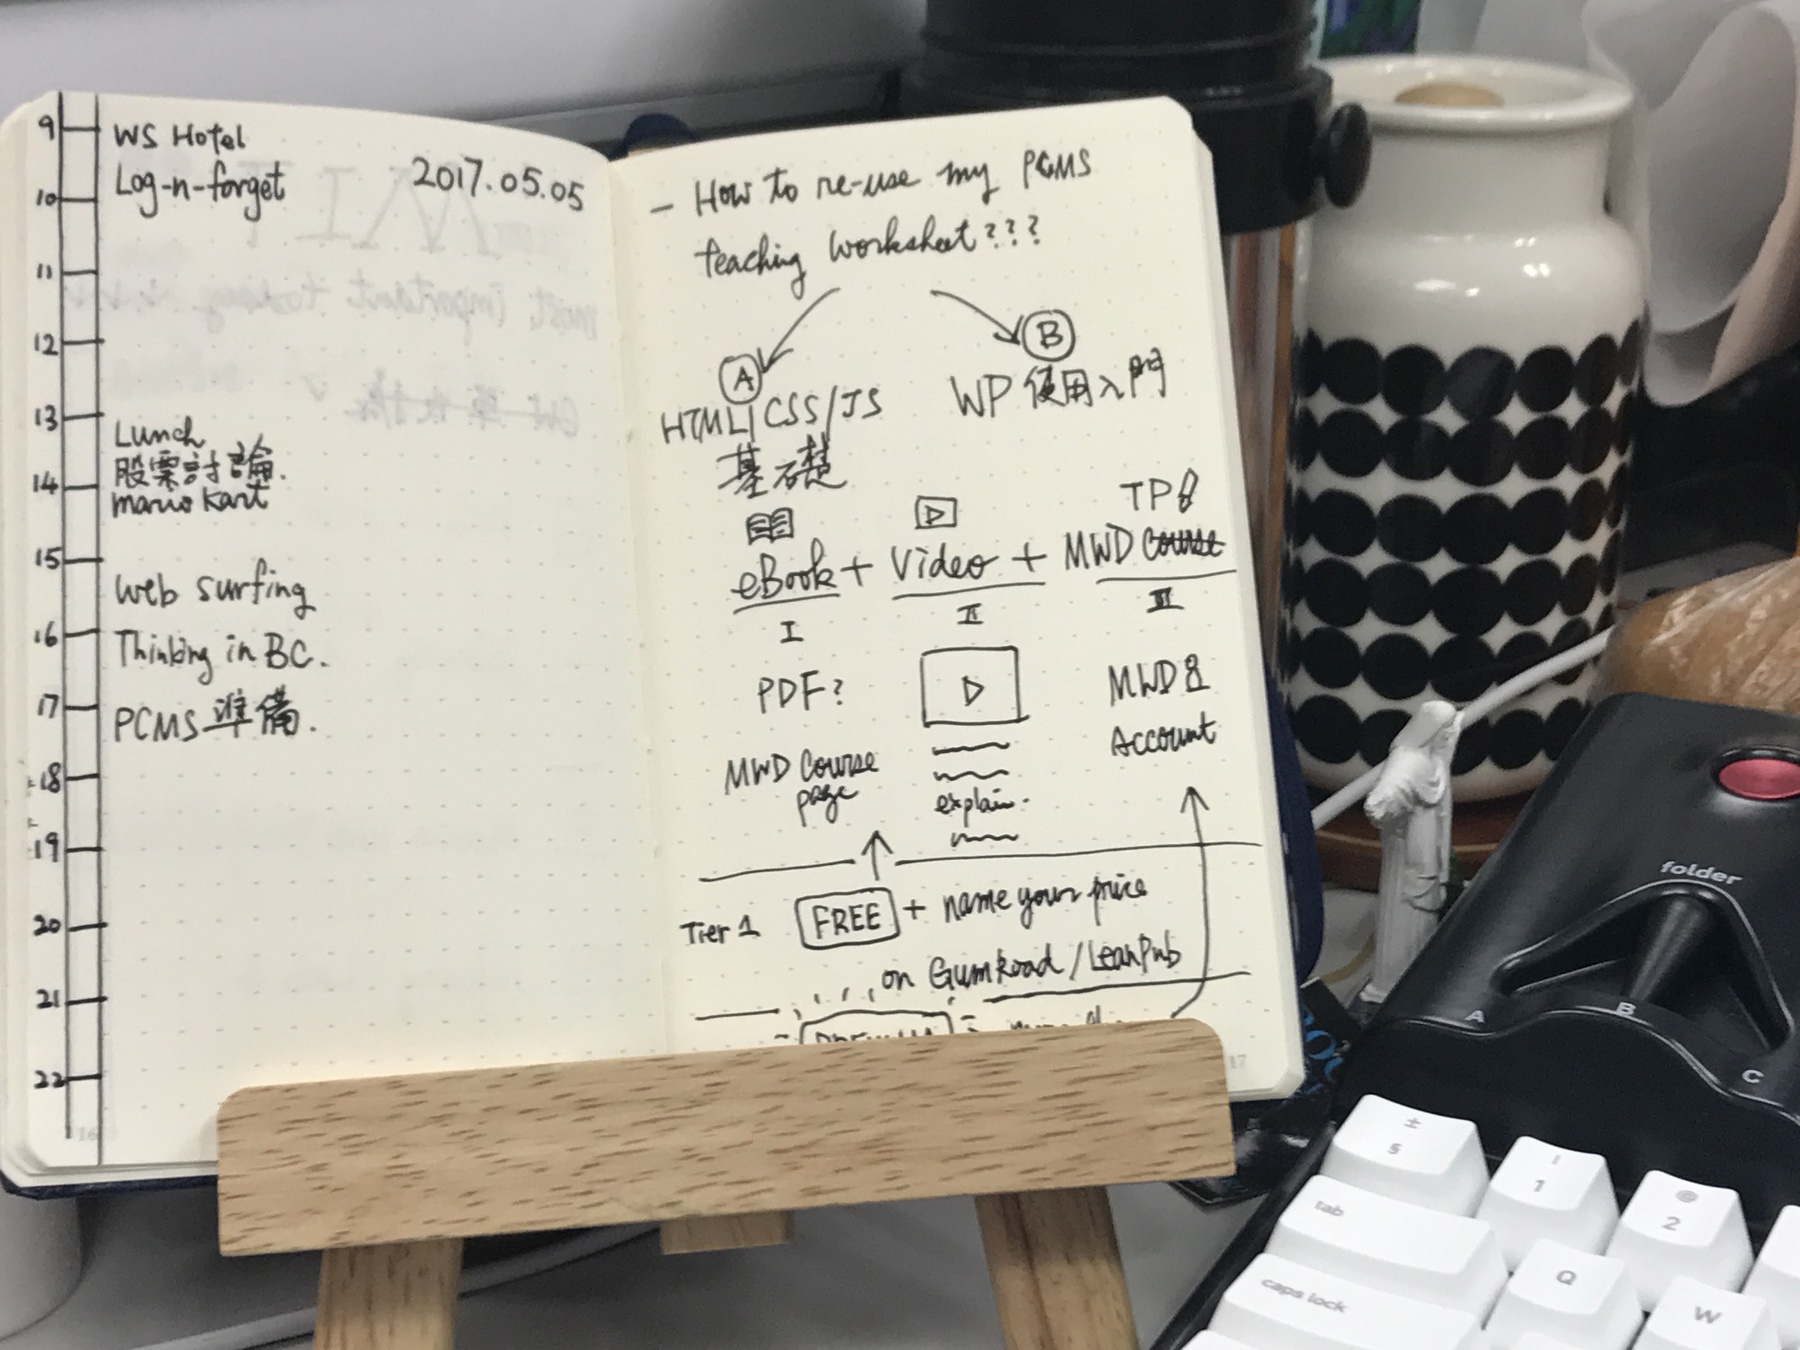 9
WS Hotel
Log-n-forget
2017.05.05
10
11
12
13
Lunch
股票討論.
14
mario kart
15
web surfing
16
Thinking in BC.
17
PCMS 準備.
18
19
20
21
22
16
- How to re-use my PCMS
teaching worksheet???
A
B
HTML/CSS/JS
基礎
WP 使用入門
TP
eBook + Video + MWD Course
I
II
III
PDF?
MWD
Account
MWD Course
page
explain.
Tier 1
FREE + name your price
on GumRoad/LeanPub
17
folder
A
B
C
±
§
!
1
@
2
tab
Q
W
caps lock